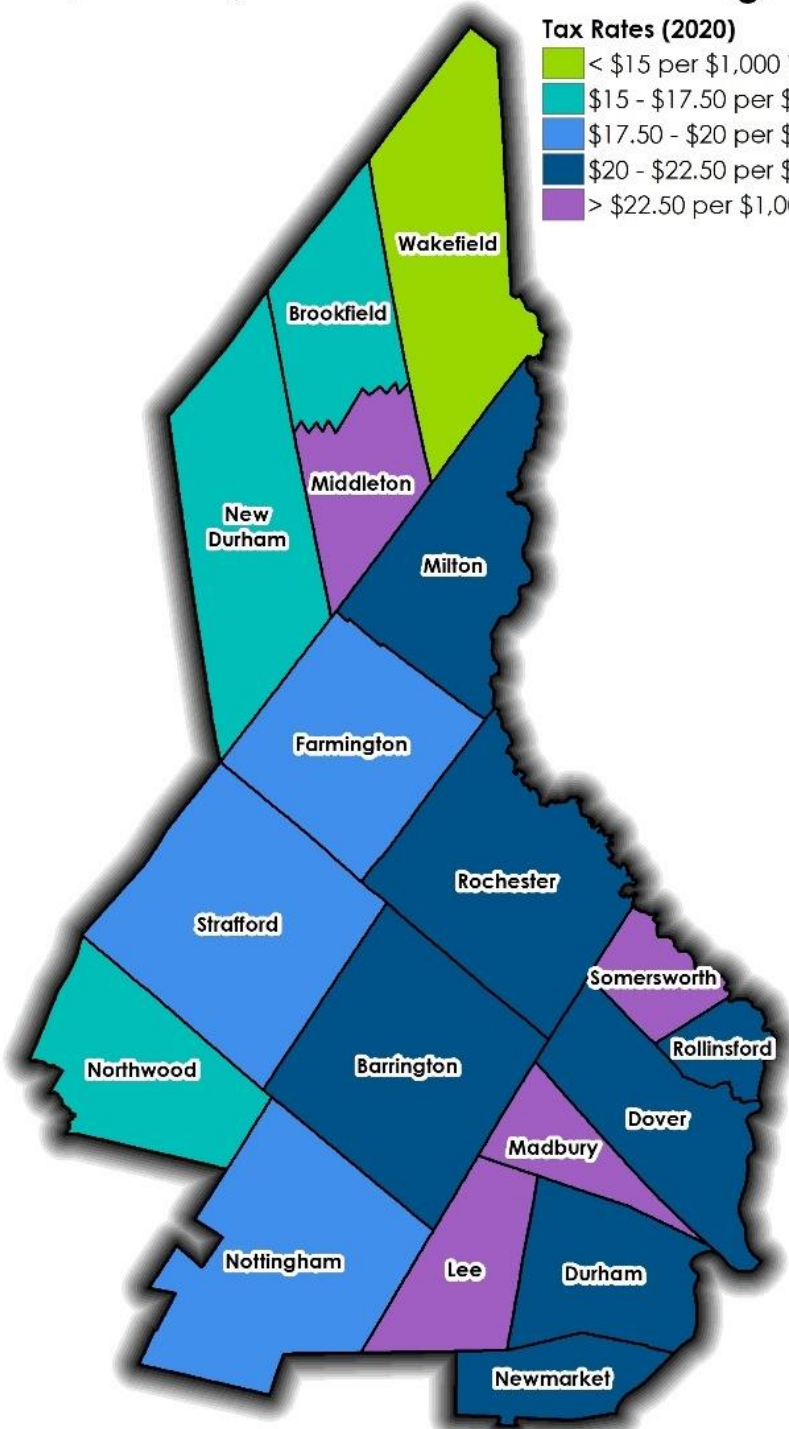 Tax Rates (2020)
< $15 per $1,000
$15 - $17.50 per $
$17.50 - $20 per $
$20 - $22.50 per $
> $22.50 per $1,00
Wakefield
Brookfield
Middleton
New
Durham
Milton
Farmington
Rochester
Strafford
Somersworth
Rollinsford
Northwood
Barrington
Dover
Madbury
Nottingham
Lee
Durham
Newmarket